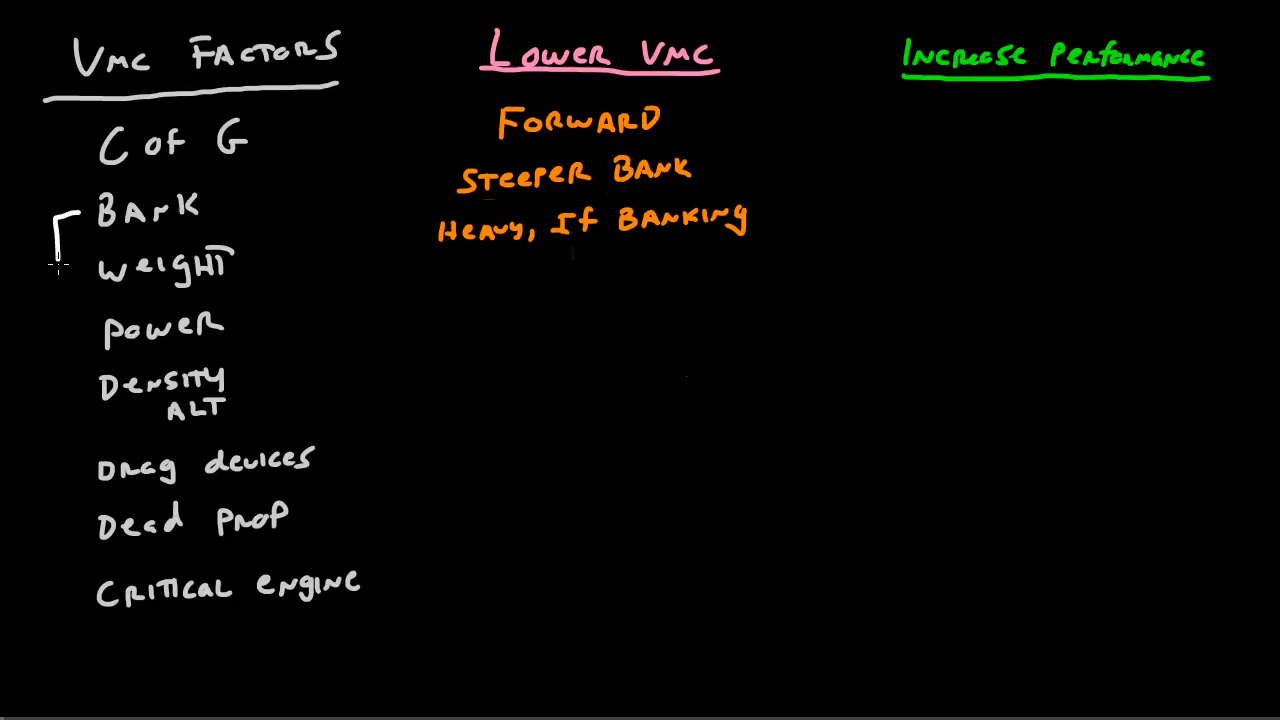 VMC FACTORS
C of G
BANK
WEIGHT
POWER
DENSITY
ALT
DRAG devices
Dead PROP
CRITICAL ENGINE
LOWER VMC
FORWARD
STEEPER BANK
HEAVY, IF BANKING
INCREASE PERFORMANCE